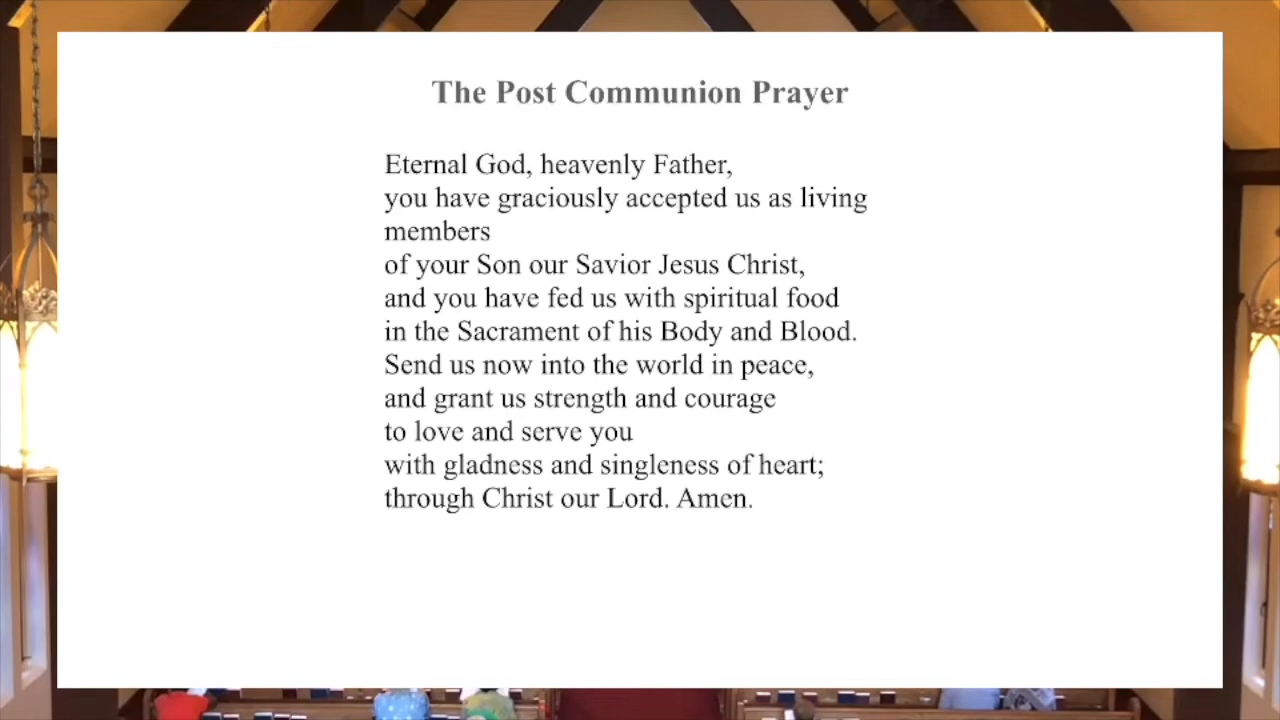 The Post Communion Prayer
Eternal God, heavenly Father,
you have graciously accepted us as living
members
of your Son our Savior Jesus Christ,
and you have fed us with spiritual food
in the Sacrament of his Body and Blood.
Send us now into the world in peace,
and grant us strength and courage
to love and serve you
with gladness and singleness of heart;
through Christ our Lord. Amen.